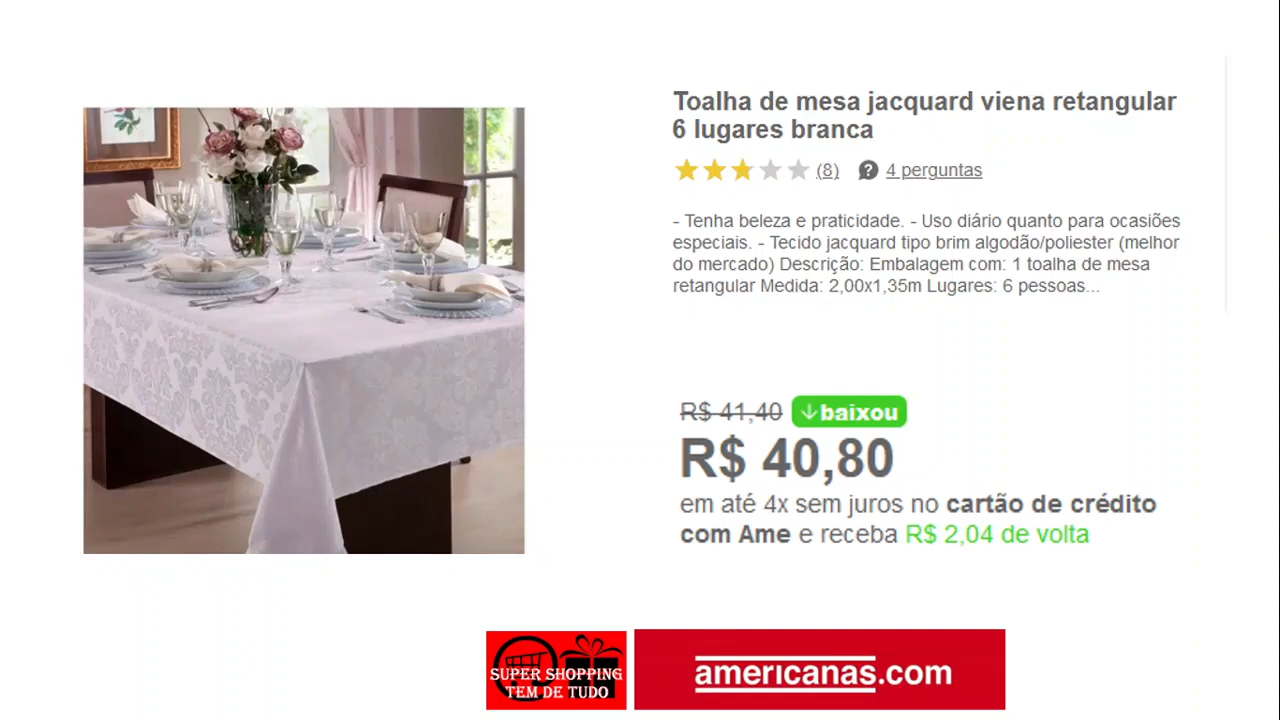 Toalha de mesa jacquard viena retangular
6 lugares branca
(8) ? 4 perguntas
- Tenha beleza e praticidade. - Uso diário quanto para ocasiões
especiais. - Tecido jacquard tipo brim algodão/poliester (melhor
do mercado) Descrição: Embalagem com: 1 toalha de mesa
retangular Medida: 2,00x1,35m Lugares: 6 pessoas...
R$ 41,40 ↓baixou
R$ 40,80
em até 4x sem juros no cartão de crédito
com Ame e receba R$ 2,04 de volta
SUPER SHOPPING
TEM DE TUDO
americanas.com